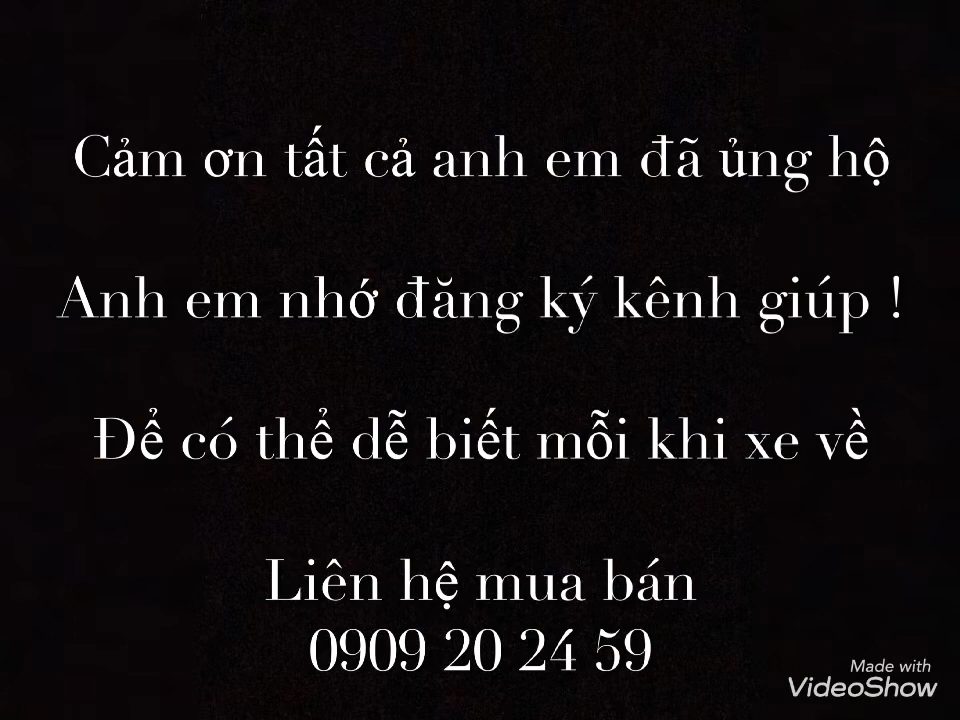 Cảm ơn tất cả anh em đã ủng hộ
Anh em nhớ đăng ký kênh giúp !
Để có thể dễ biết mỗi khi xe về
Liên hệ mua bán
0909 20 24 59
Made with
VideoShow